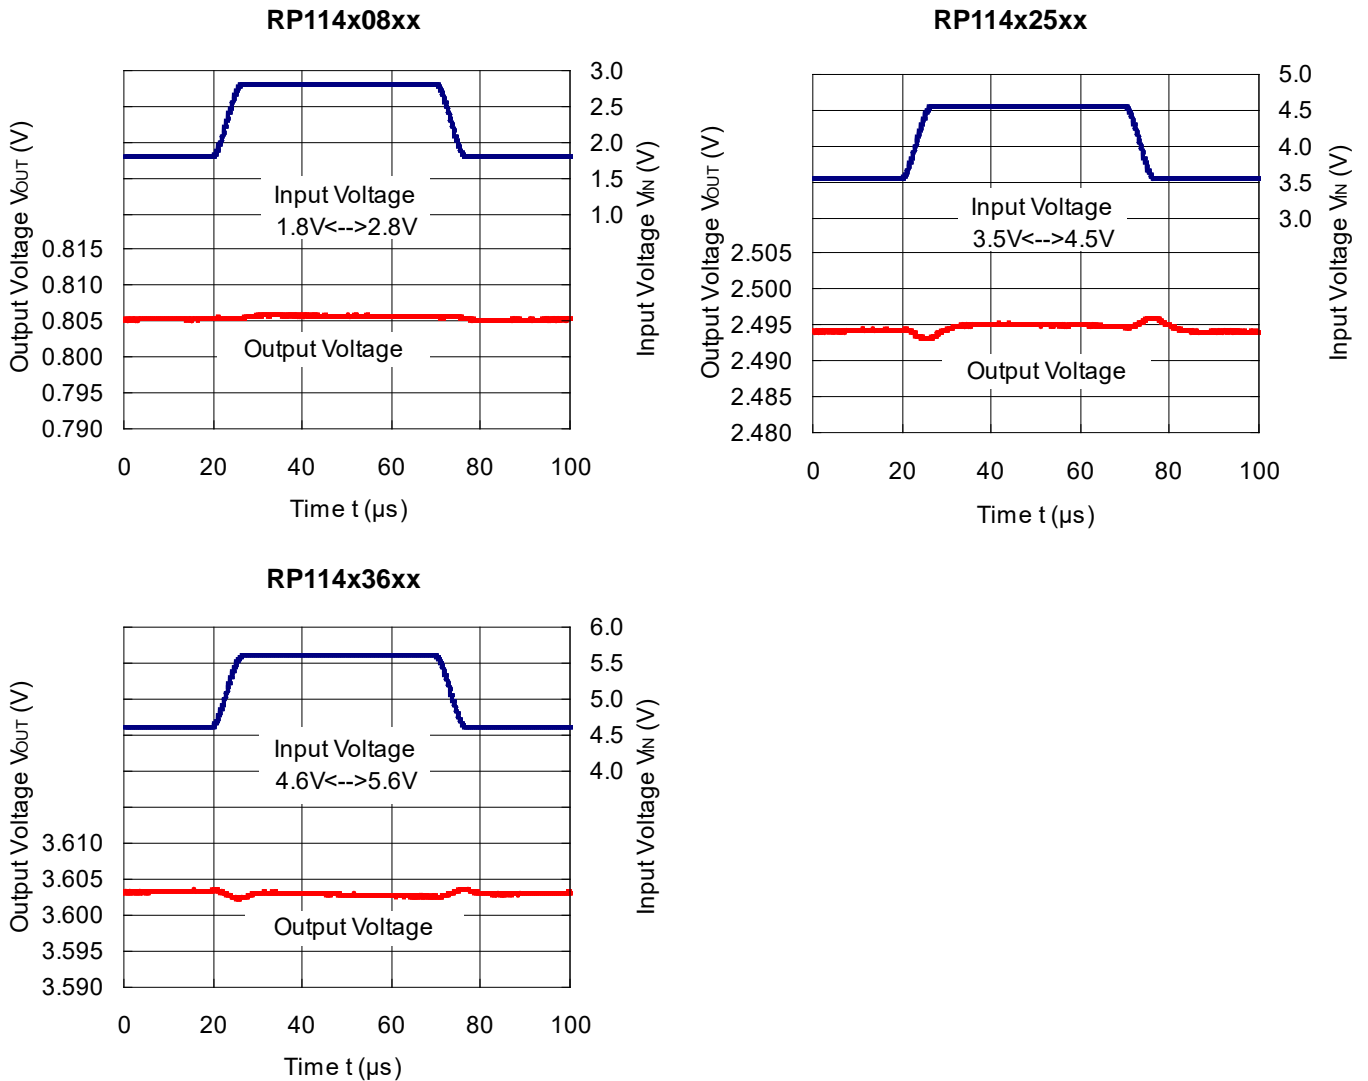 RP114x08xx
Output Voltage VOUT (V)
3.0
2.5
2.0
1.5
1.0
Input Voltage VIN (V)
Input Voltage
1.8V<-->2.8V
0.815
0.810
0.805
0.800
0.795
0.790
Output Voltage
0 20 40 60 80 100
Time t (µs)
RP114x25xx
Output Voltage VOUT (V)
5.0
4.5
4.0
3.5
3.0
Input Voltage VIN (V)
Input Voltage
3.5V<-->4.5V
2.505
2.500
2.495
2.490
2.485
2.480
Output Voltage
0 20 40 60 80 100
Time t (µs)
RP114x36xx
Output Voltage VOUT (V)
6.0
5.5
5.0
4.5
4.0
Input Voltage VIN (V)
Input Voltage
4.6V<-->5.6V
3.610
3.605
3.600
3.595
3.590
Output Voltage
0 20 40 60 80 100
Time t (µs)